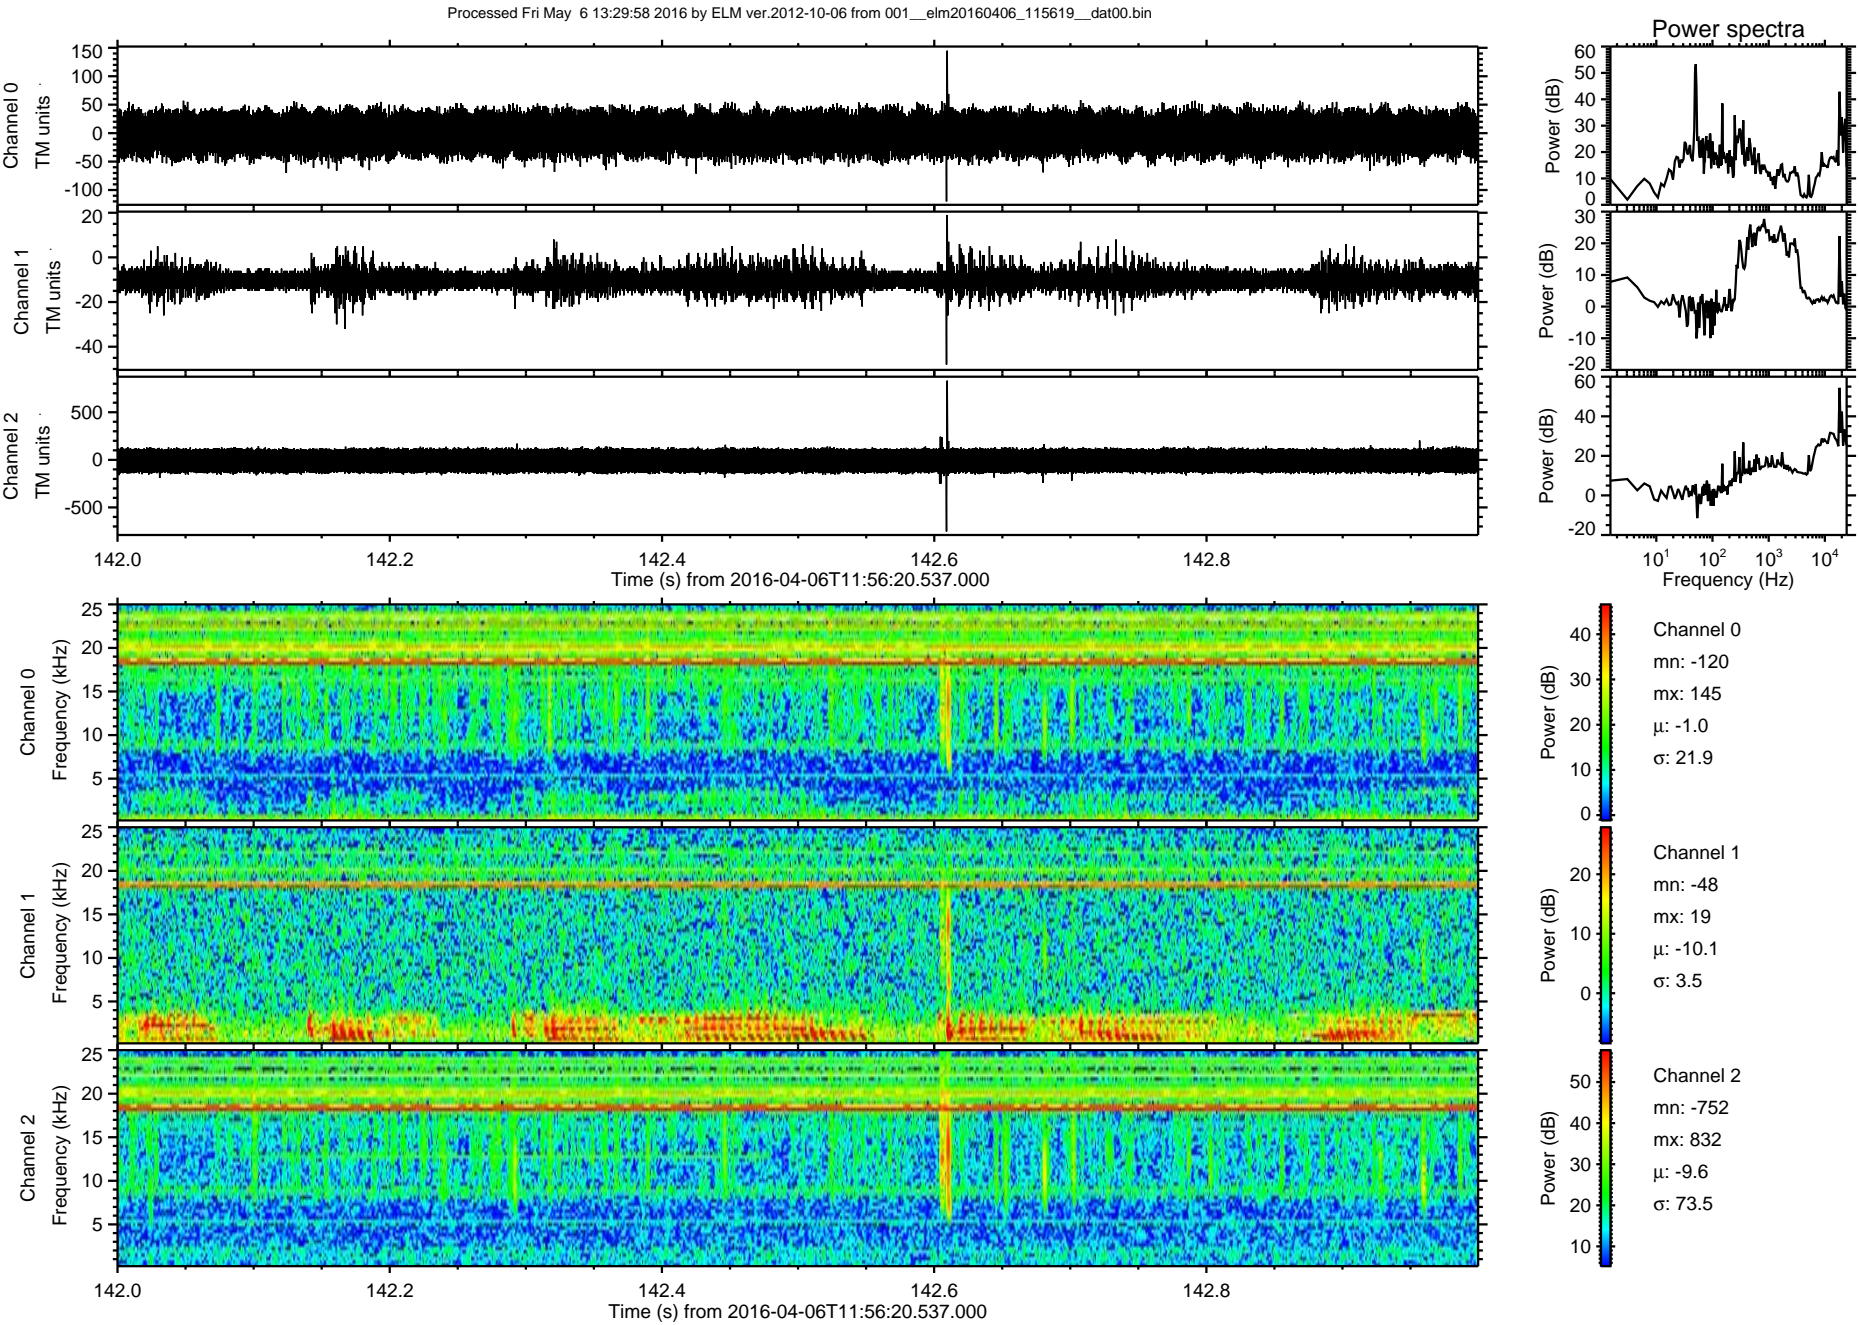 Processed Fri May  6 13:29:58 2016 by ELM ver.2012-10-06 from 001__elm20160406_115619__dat00.bin
Power spectra
Channel 0
TM units
150
100
50
0
-50
-100
Power (dB)
60
50
40
30
20
10
0
Channel 1
TM units
20
0
-20
-40
Power (dB)
30
20
10
0
-10
-20
Channel 2
TM units
500
0
-500
Power (dB)
60
40
20
0
-20
142.0 142.2 142.4 142.6 142.8
Time (s) from 2016-04-06T11:56:20.537.000
10¹ 10² 10³ 10⁴
Frequency (Hz)
Channel 0
Frequency (kHz)
25
20
15
10
5
Power (dB)
40
30
20
10
0
Channel 0
mn: -120
mx: 145
μ: -1.0
σ: 21.9
Channel 1
Frequency (kHz)
25
20
15
10
5
Power (dB)
20
10
0
Channel 1
mn: -48
mx: 19
μ: -10.1
σ: 3.5
Channel 2
Frequency (kHz)
25
20
15
10
5
Power (dB)
50
40
30
20
10
Channel 2
mn: -752
mx: 832
μ: -9.6
σ: 73.5
142.0 142.2 142.4 142.6 142.8
Time (s) from 2016-04-06T11:56:20.537.000